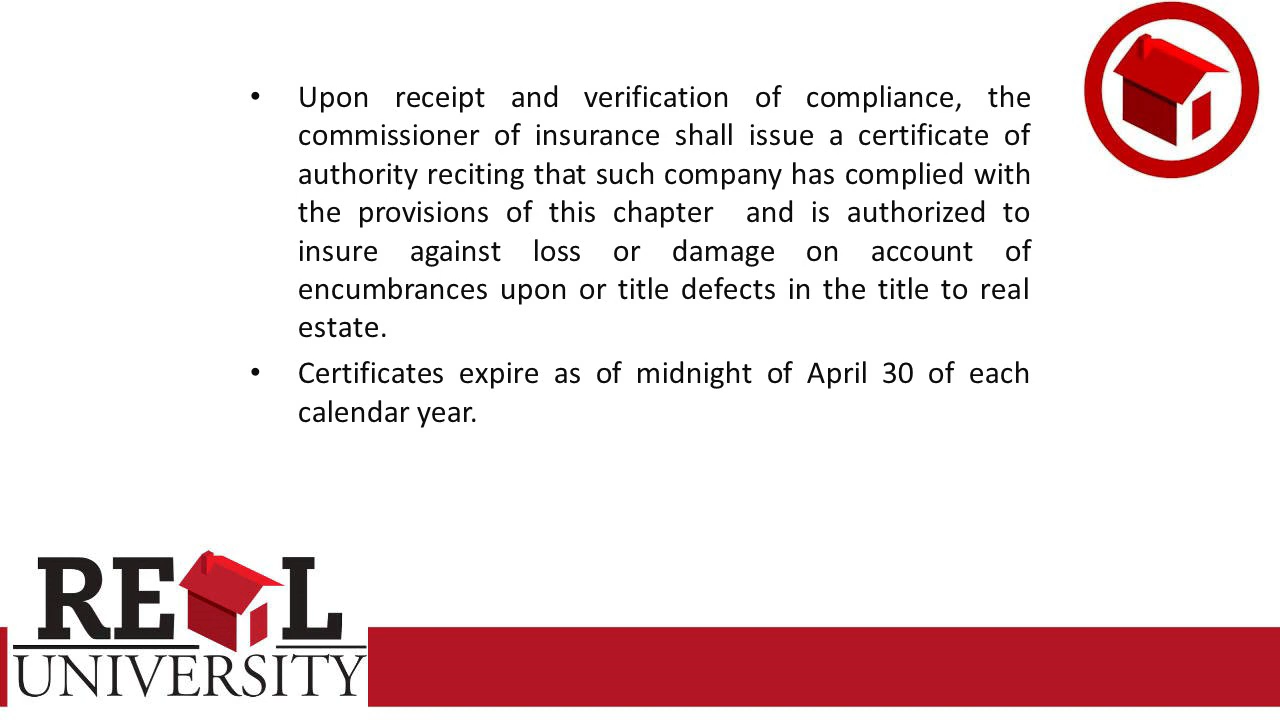 • Upon receipt and verification of compliance, the
commissioner of insurance shall issue a certificate of
authority reciting that such company has complied with
the provisions of this chapter and is authorized to
insure against loss or damage on account of
encumbrances upon or title defects in the title to real
estate.
• Certificates expire as of midnight of April 30 of each
calendar year.
REAL
UNIVERSITY